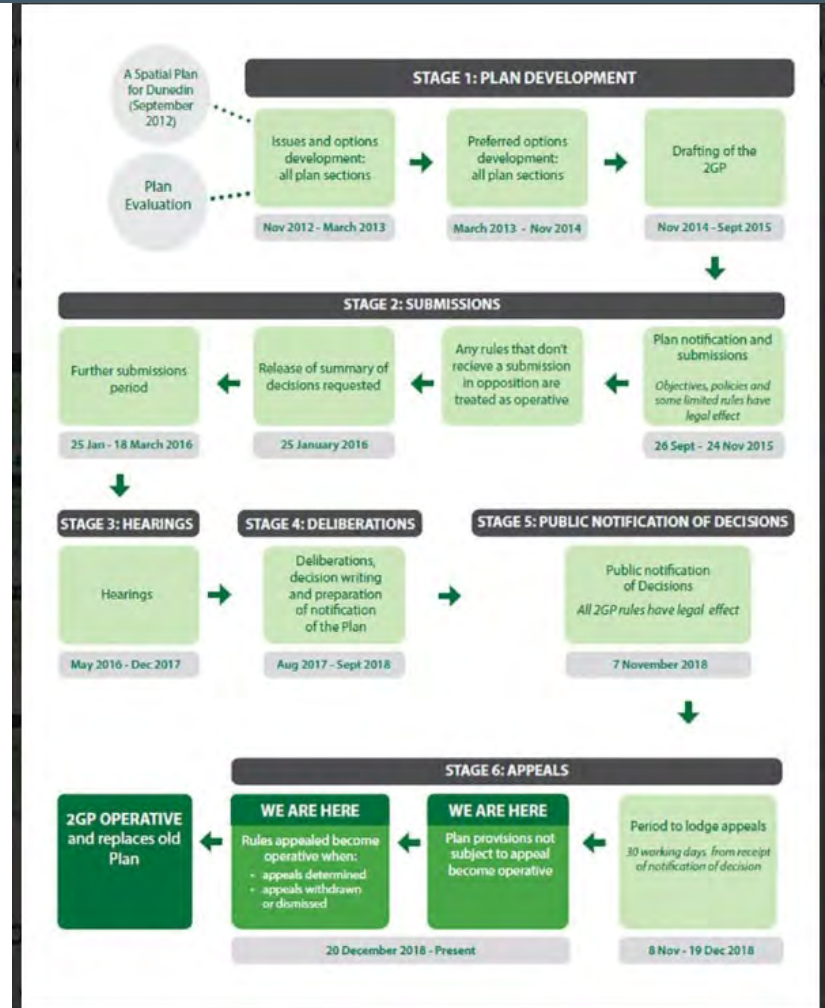 A Spatial Plan
for Dunedin
(September
2012)
Plan
Evaluation
STAGE 1: PLAN DEVELOPMENT
Issues and options
development:
all plan sections
Nov 2012 - March 2013
Preferred options
development:
all plan sections
March 2013 - Nov 2014
Drafting of the
2GP
Nov 2014 - Sept 2015
STAGE 2: SUBMISSIONS
Plan notification and
submissions
Objectives, policies and
some limited rules have
legal effect
26 Sept - 24 Nov 2015
Any rules that don't
recieve a submission
in opposition are
treated as operative
Release of summary of
decisions requested
25 January 2016
Further submissions
period
25 Jan - 18 March 2016
STAGE 3: HEARINGS
Hearings
May 2016 - Dec 2017
STAGE 4: DELIBERATIONS
Deliberations,
decision writing
and preparation
of notification
of the Plan
Aug 2017 - Sept 2018
STAGE 5: PUBLIC NOTIFICATION OF DECISIONS
Public notification
of Decisions
All 2GP rules have legal effect
7 November 2018
STAGE 6: APPEALS
Period to lodge appeals
30 working days from receipt
of notification of decision
8 Nov - 19 Dec 2018
WE ARE HERE
Plan provisions not
subject to appeal
become operative
WE ARE HERE
Rules appealed become
operative when:
• appeals determined
• appeals withdrawn
or dismissed
20 December 2018 - Present
2GP OPERATIVE
and replaces old
Plan